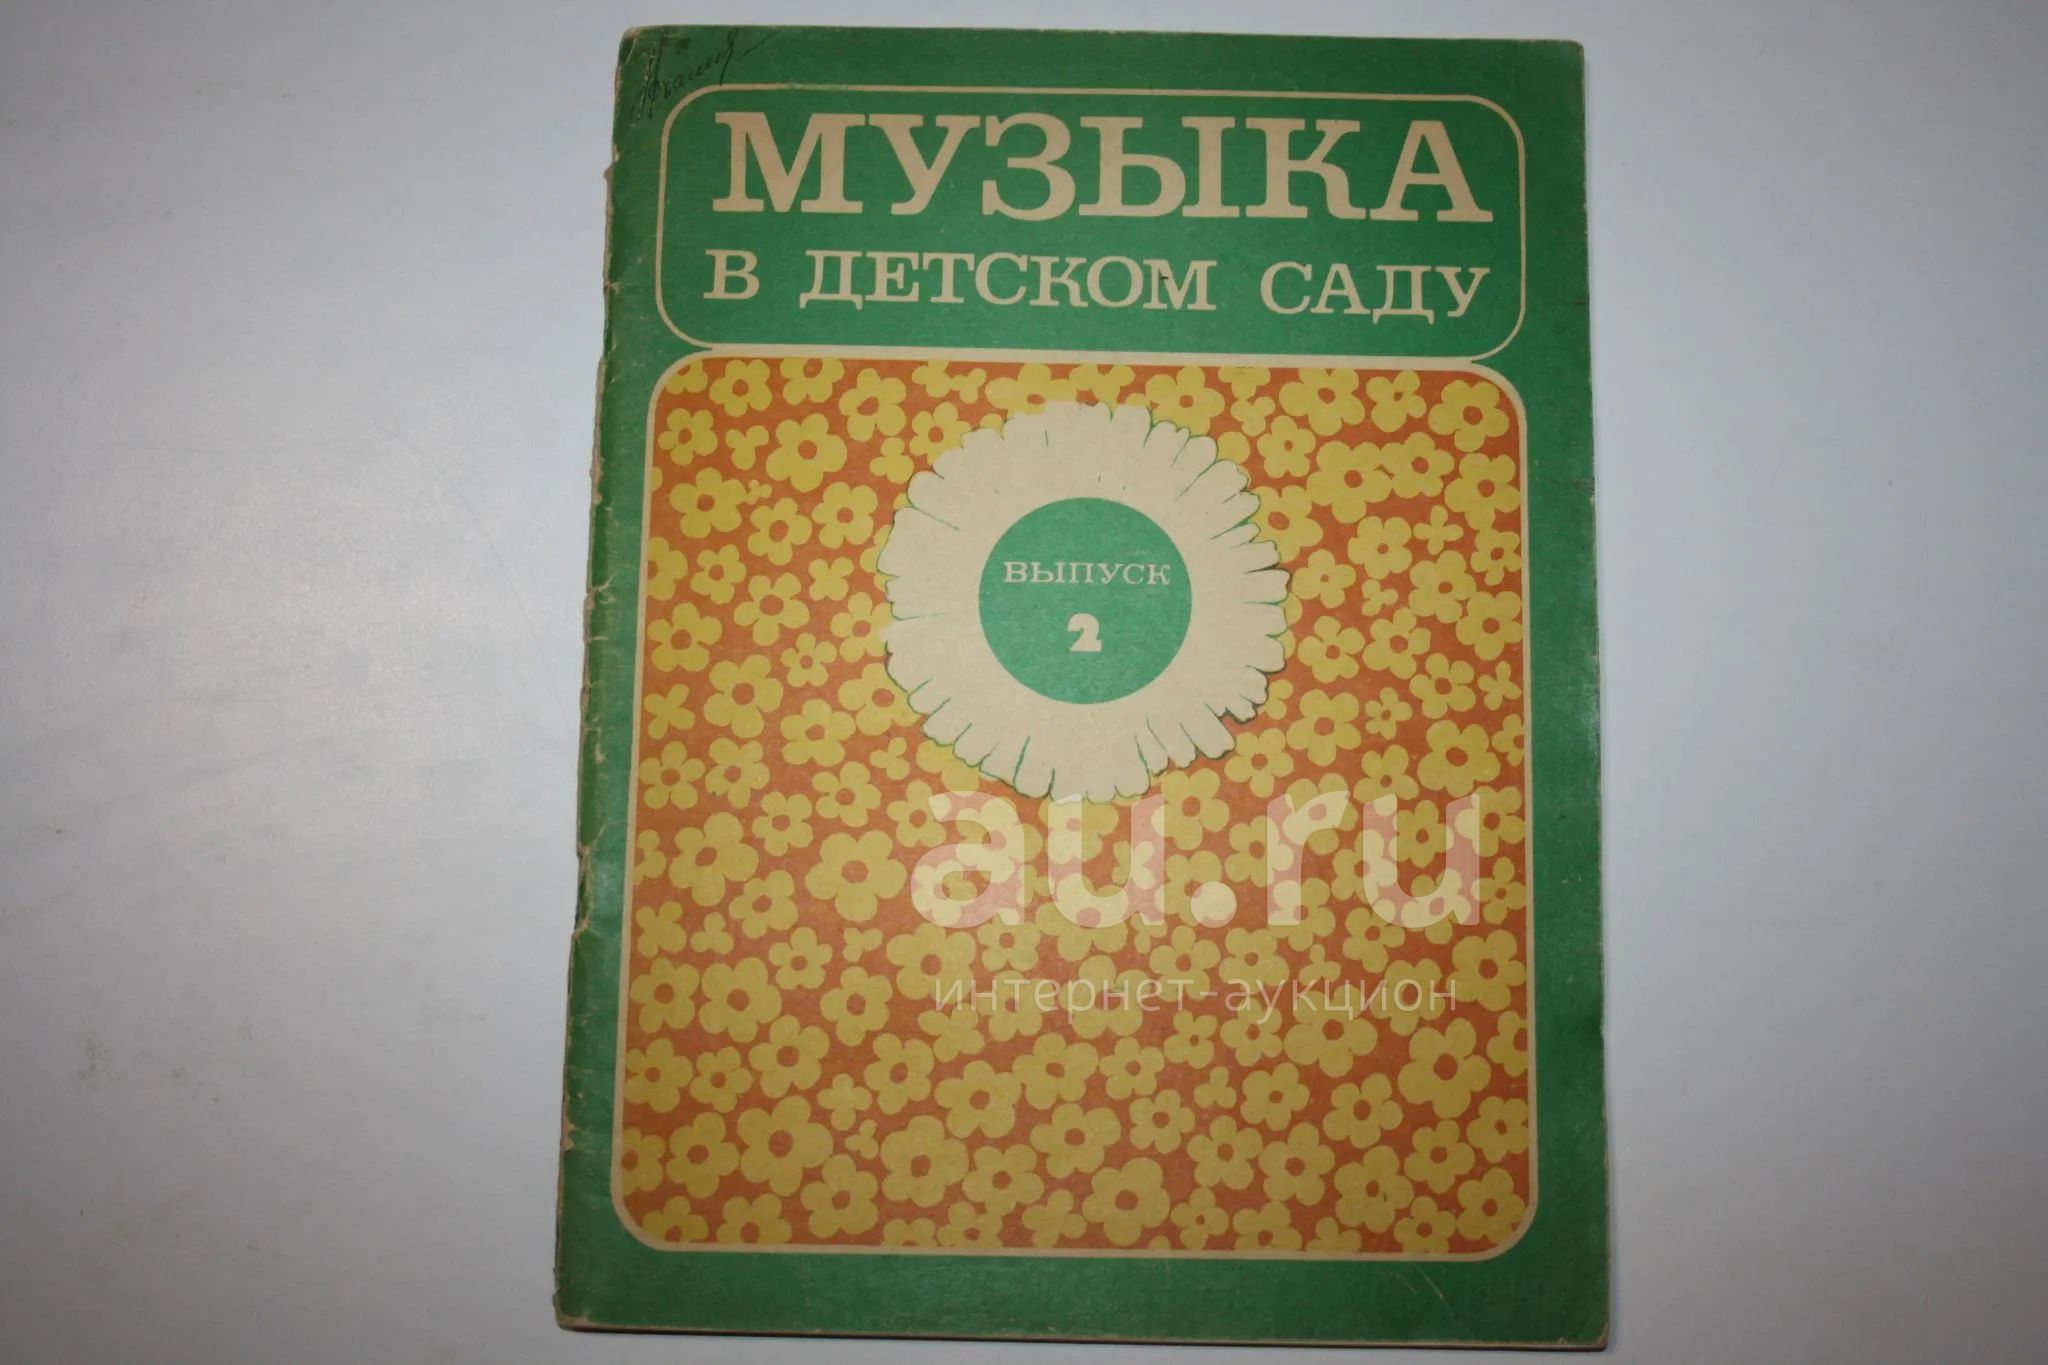 МУЗЫКА
В ДЕТСКОМ САДУ
ВЫПУСК
2
au.ru
интернет-аукцион